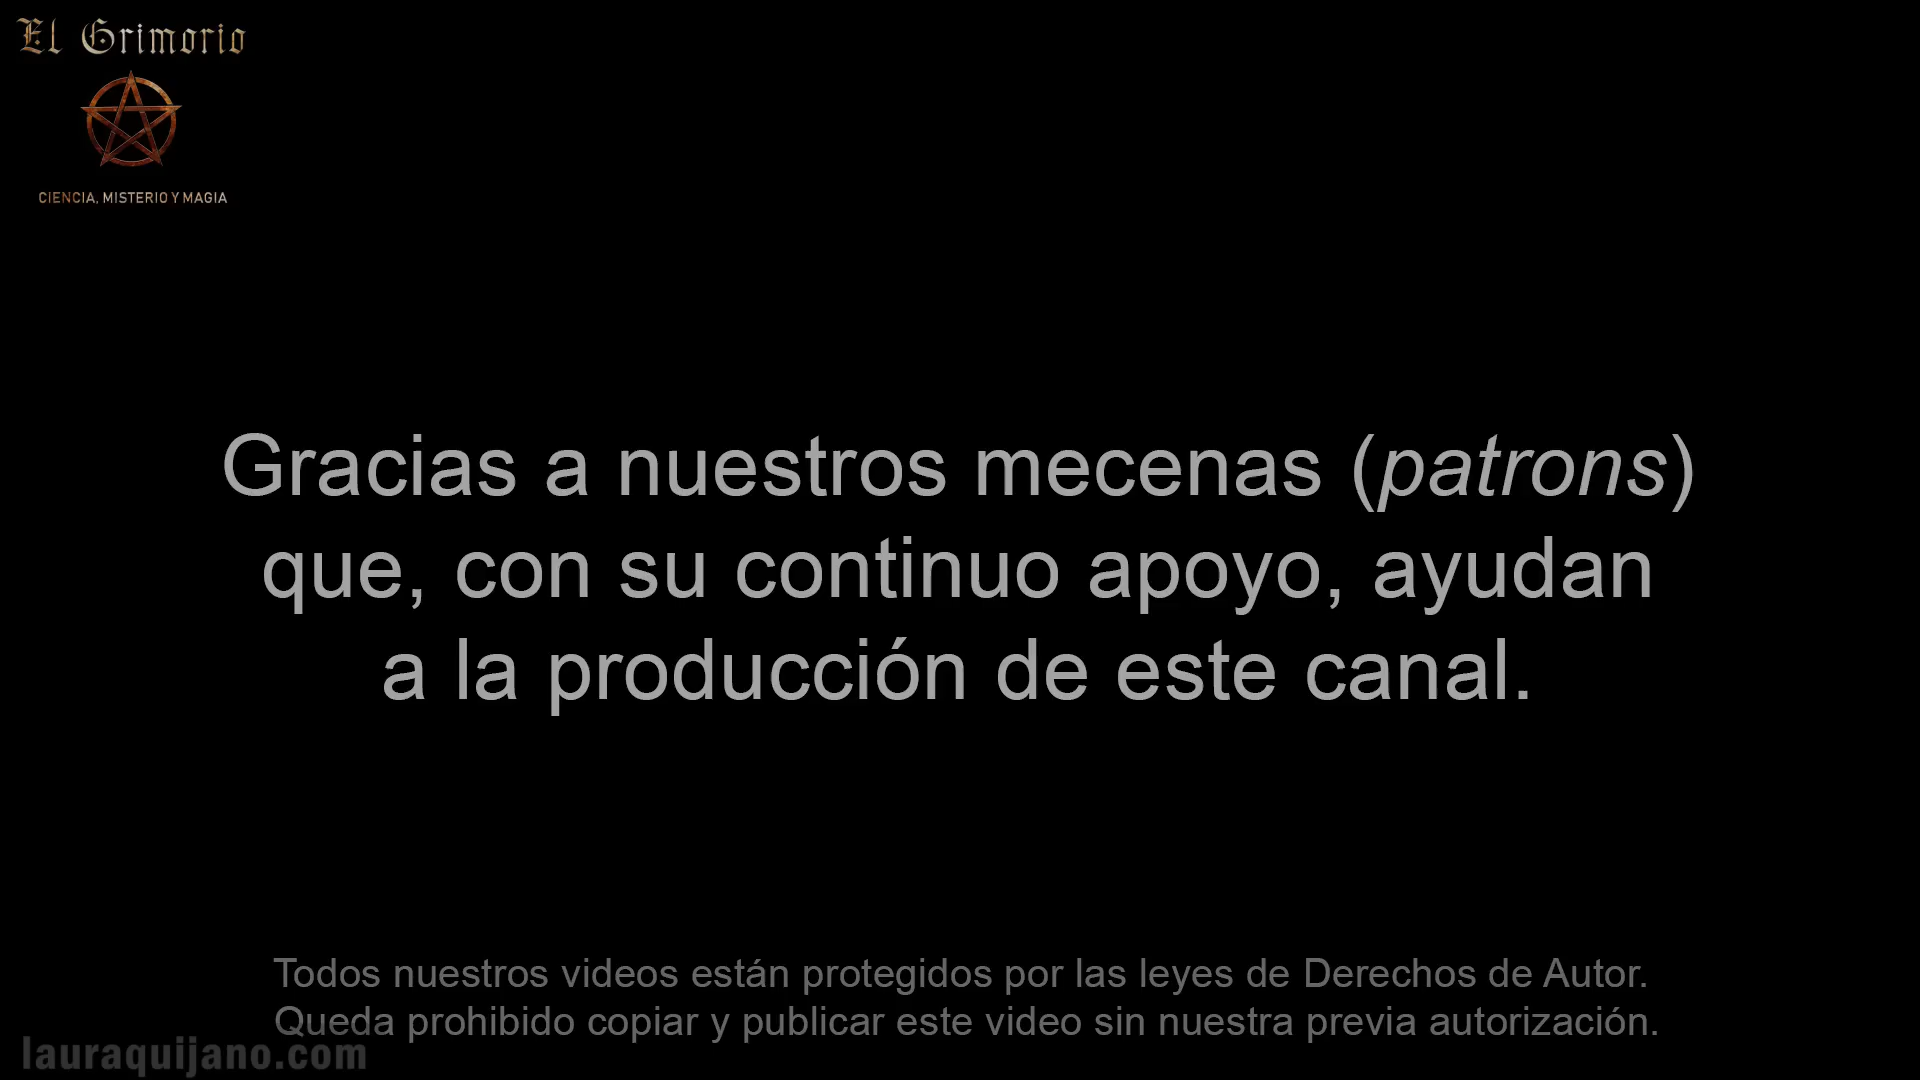 El Grimorio
CIENCIA, MISTERIO Y MAGIA
Gracias a nuestros mecenas (patrons)
que, con su continuo apoyo, ayudan
a la producción de este canal.
Todos nuestros videos están protegidos por las leyes de Derechos de Autor.
Queda prohibido copiar y publicar este video sin nuestra previa autorización.
lauraquijano.com